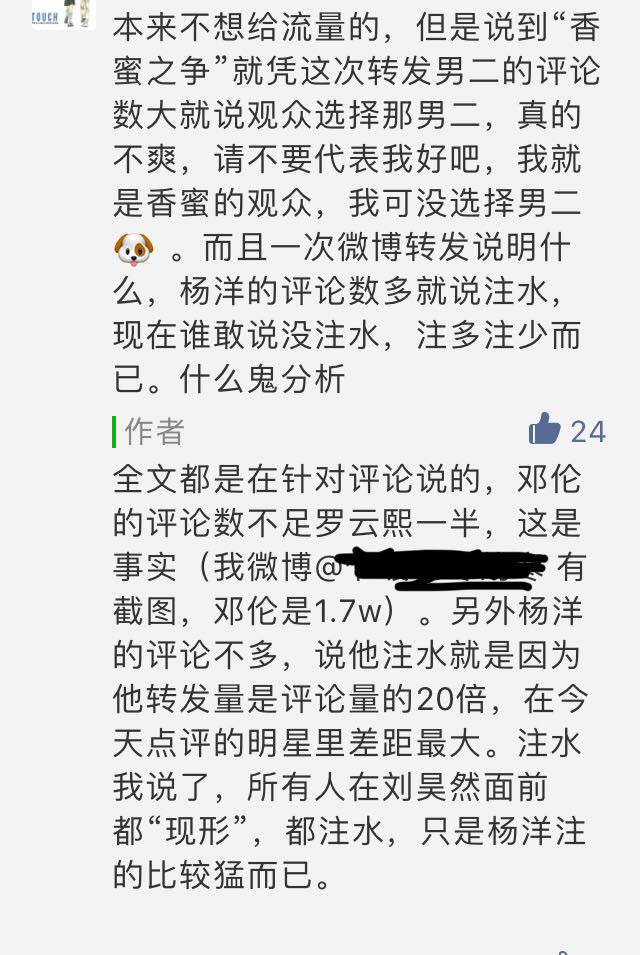 TOUCH
本来不想给流量的，但是说到“香
蜜之争”就凭这次转发男二的评论
数大就说观众选择那男二，真的
不爽，请不要代表我好吧，我就
是香蜜的观众，我可没选择男二
。而且一次微博转发说明什
么，杨洋的评论数多就说注水，
现在谁敢说没注水，注多注少而
已。什么鬼分析
作者 24
全文都是在针对评论说的，邓伦
的评论数不足罗云熙一半，这是
事实（我微博@ 有
截图，邓伦是1.7w）。另外杨洋
的评论不多，说他注水就是因为
他转发量是评论量的20倍，在今
天点评的明星里差距最大。注水
我说了，所有人在刘昊然面前
都“现形”，都注水，只是杨洋注
的比较猛而已。